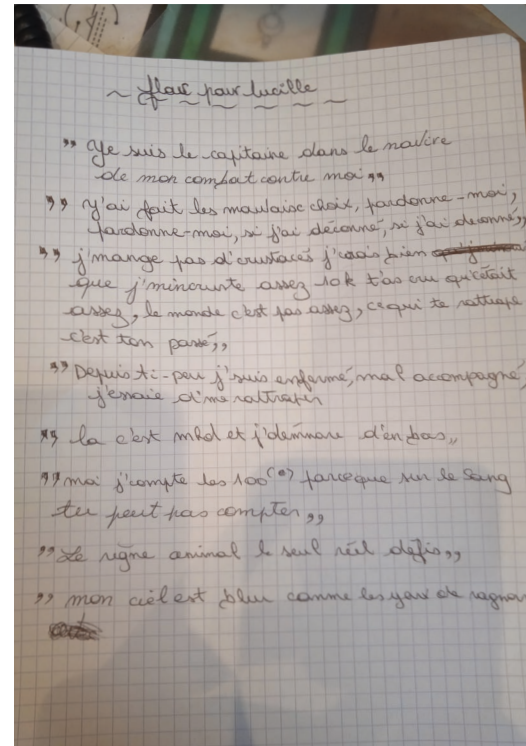 ~ flow pour lucille
" Je suis le capitaine dans le navire
de mon combat contre moi "
" J'ai fait les mauvaise choix, pardonne-moi,
pardonne-moi, si j'ai déconné, si j'ai deconné "
" j'mange pas d'crustacés j'crois bien
que j'mincruste assez 10k t'as cru qu'c'était
assez, le monde c'est pas assez, ce qui te rattrape
c'est ton passé "
" Depuis ti-peu j'suis enfermé, mal accompagné
j'essaie d'me rattraper
" la c'est mhd et j'démnare d'en bas "
" moi j'compte les 100(°) parce que sur le sang
tu peut pas compter "
" Le règne animal le seul réel défis "
" mon ciel est bleu comme les yeux de ragnar